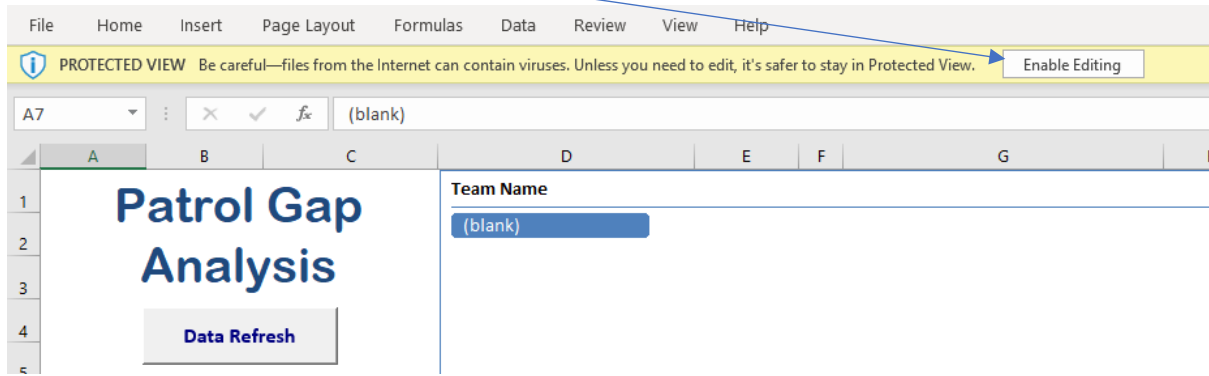 File Home Insert Page Layout Formulas Data Review View Help
PROTECTED VIEW Be careful—files from the Internet can contain viruses. Unless you need to edit, it's safer to stay in Protected View. Enable Editing
A7 fx (blank)
A B C D E F G
1 Patrol Gap Team Name
2 Analysis (blank)
3
4 Data Refresh
5